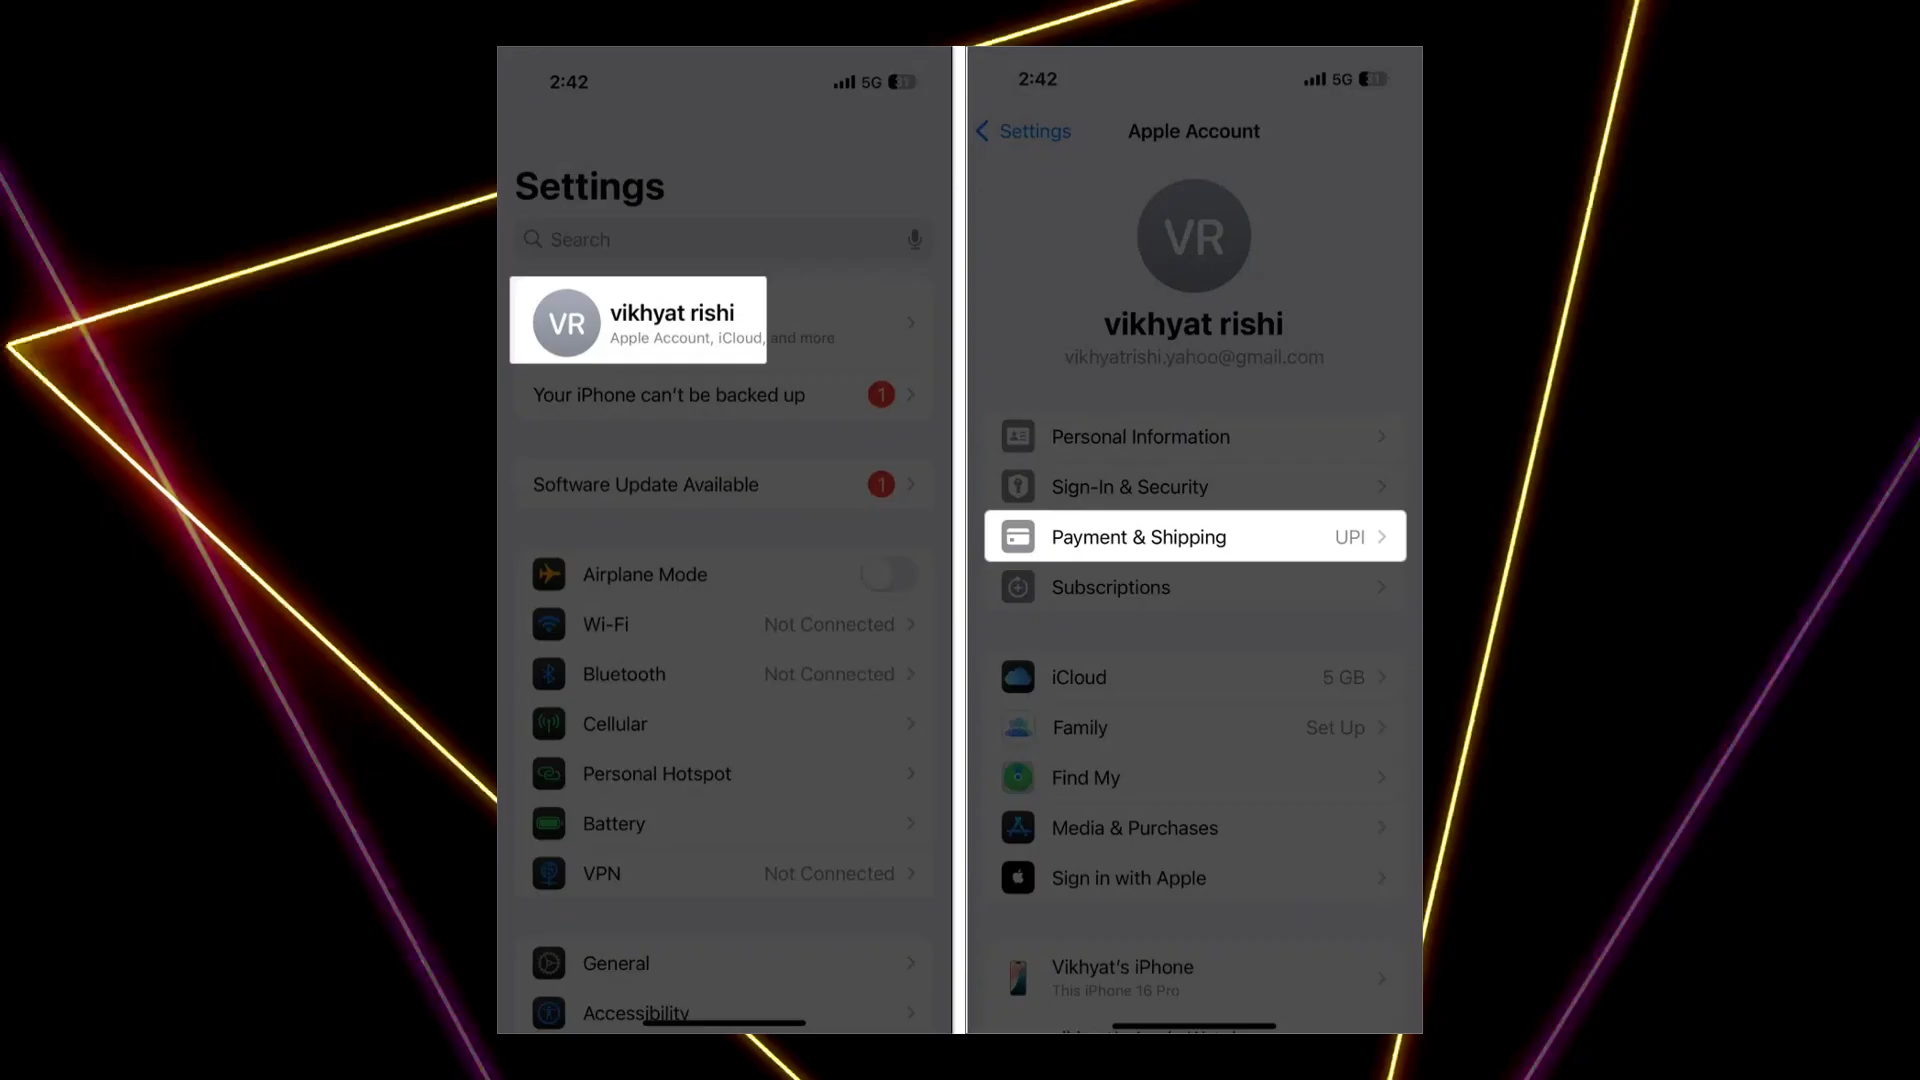 2:42
5G 31
Settings
Search
VR
vikhyat rishi
Apple Account, iCloud, and more
Your iPhone can't be backed up 1
Software Update Available 1
Airplane Mode
Wi-Fi Not Connected
Bluetooth Not Connected
Cellular
Personal Hotspot
Battery
VPN Not Connected
General
Accessibility
2:42
5G 31
Settings Apple Account
VR
vikhyat rishi
vikhyatrishi.yahoo@gmail.com
Personal Information
Sign-In & Security
Payment & Shipping UPI
Subscriptions
iCloud 5 GB
Family Set Up
Find My
Media & Purchases
Sign in with Apple
Vikhyat's iPhone
This iPhone 16 Pro